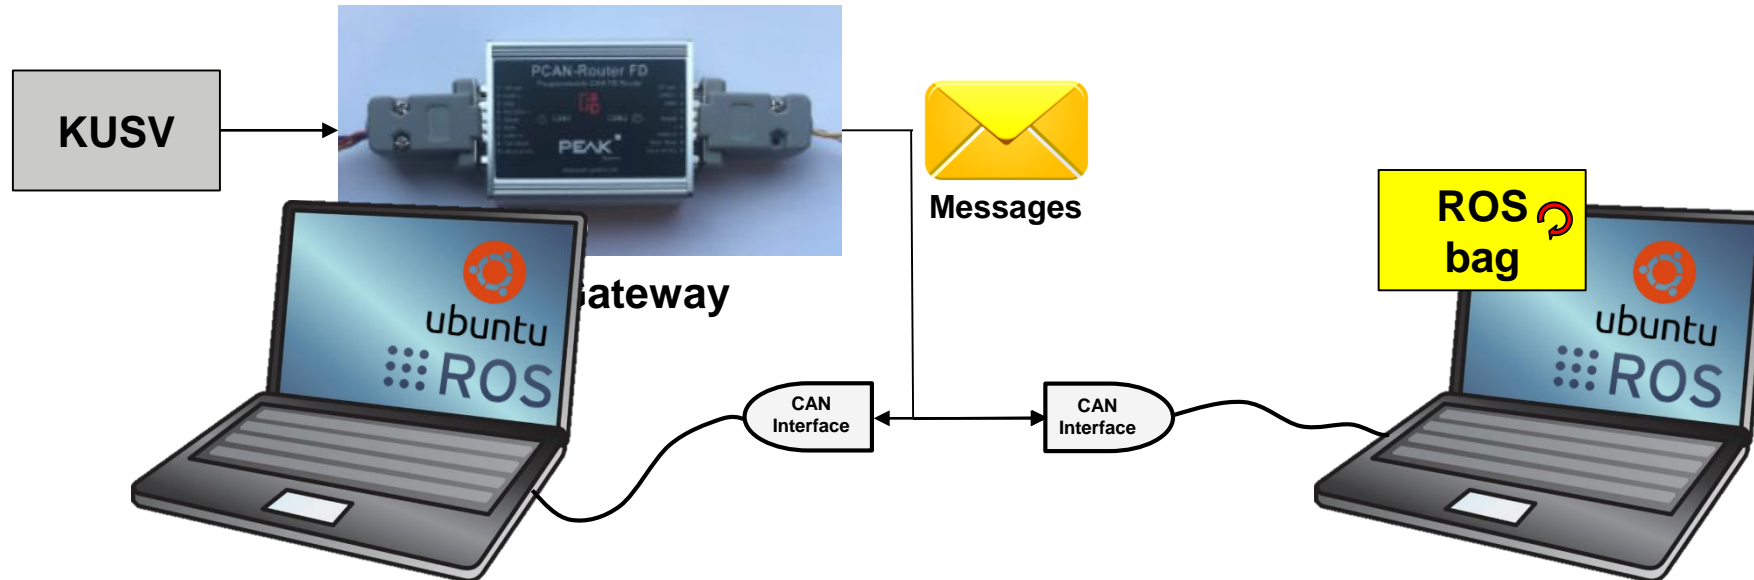 KUSV
PCAN-Router FD
PEAK
Messages
ROS
bag
ateway
ubuntu
ROS
CAN
Interface
CAN
Interface
ubuntu
ROS